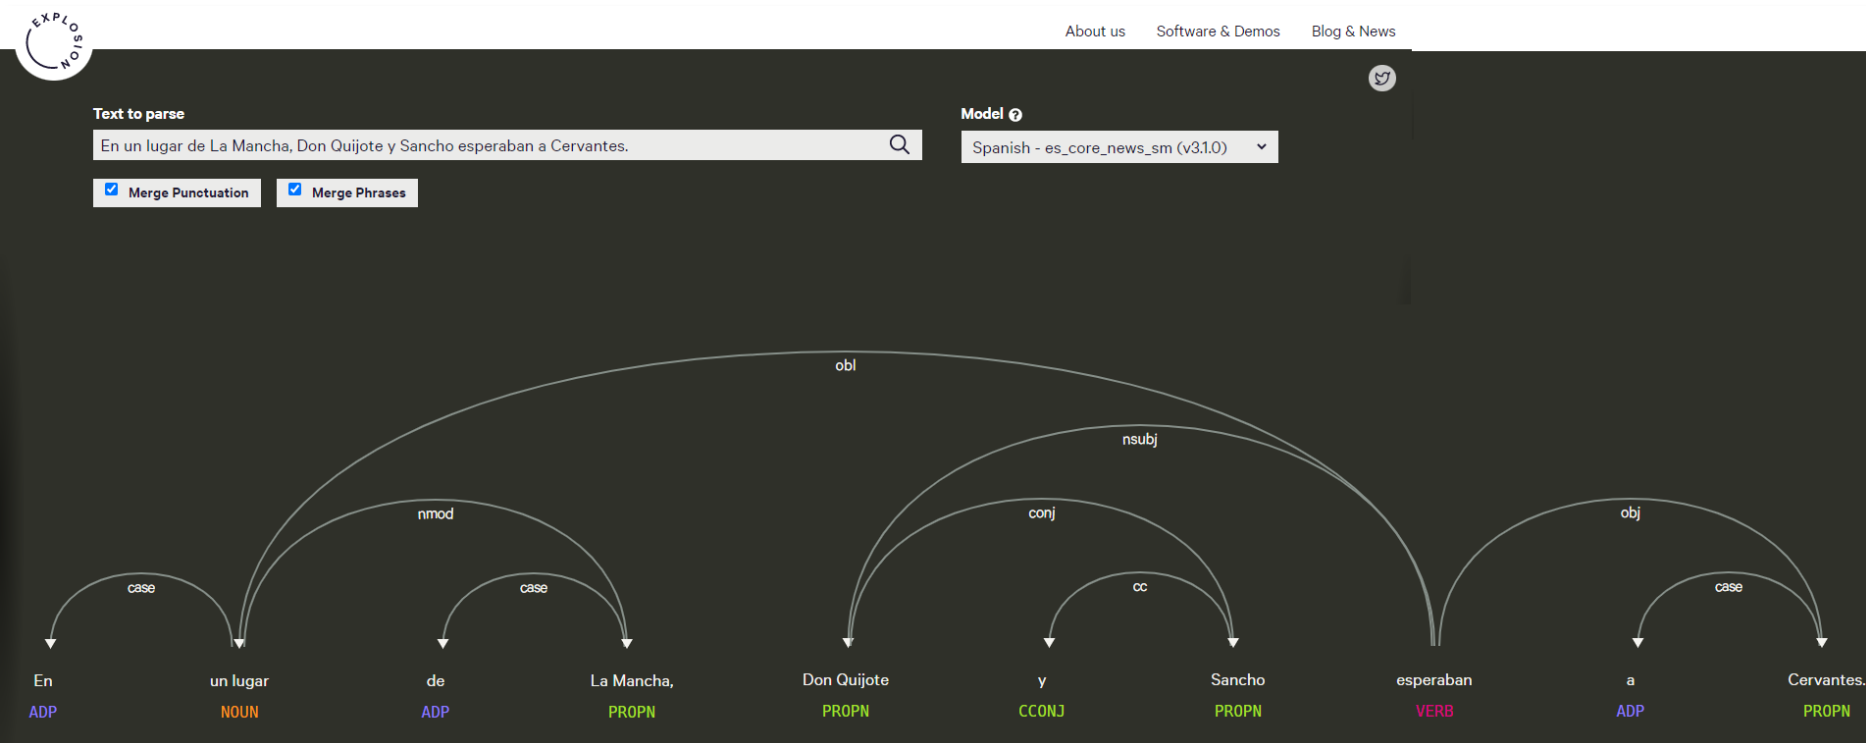 EXPLOSION
About us Software & Demos Blog & News
Text to parse
Model ?
En un lugar de La Mancha, Don Quijote y Sancho esperaban a Cervantes.
Spanish - es_core_news_sm (v3.1.0)
Merge Punctuation Merge Phrases
obl
nsubj
nmod conj obj
case case cc case
En un lugar de La Mancha, Don Quijote y Sancho esperaban a Cervantes.
ADP NOUN ADP PROPN PROPN CCONJ PROPN VERB ADP PROPN